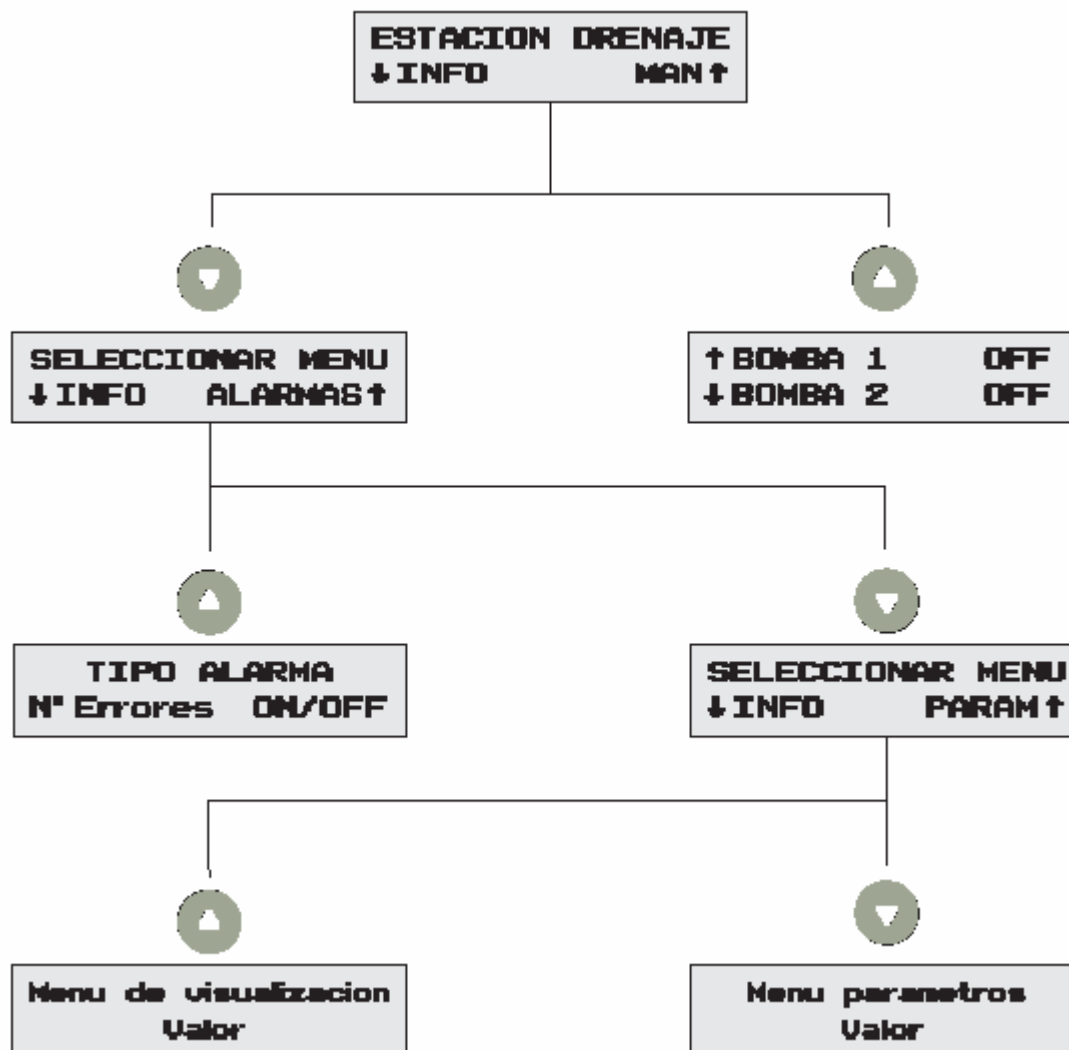 ESTACION DRENAJE
↓INFO MAN↑
SELECCIONAR MENU
↓INFO ALARMAS↑
↑BOMBA 1 OFF
↓BOMBA 2 OFF
TIPO ALARMA
N° Errores ON/OFF
SELECCIONAR MENU
↓INFO PARAM↑
Menu de visualizacion
Valor
Menu parametros
Valor